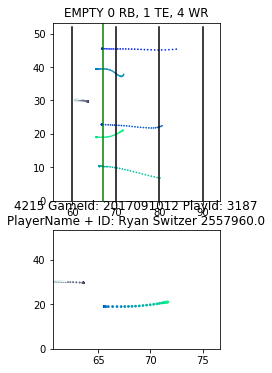 EMPTY 0 RB, 1 TE, 4 WR
50
40
30
20
10
0
60 70 80 90
4215 GameId: 2017091012 PlayId: 3187
PlayerName + ID: Ryan Switzer 2557960.0
40
20
0
65 70 75